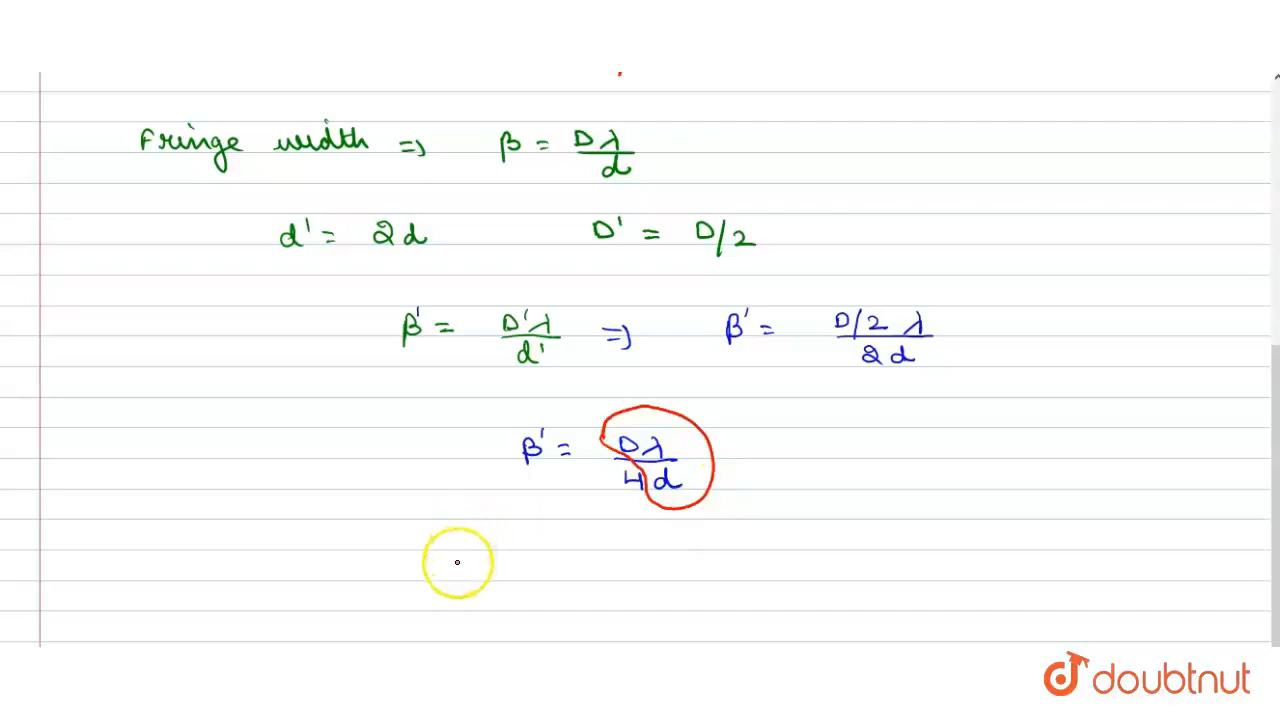 Fringe width => β = Dλ/d
d' = 2d D' = D/2
β' = D'λ/d' => β' = D/2 λ/2d
β' = Dλ/4d
doubtnut